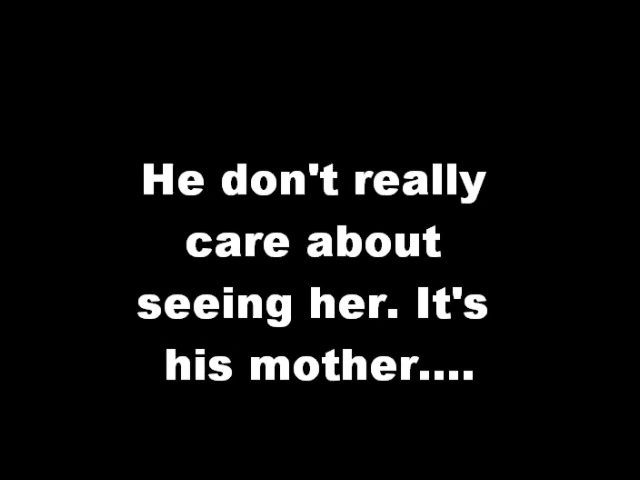 He don't really
care about
seeing her. It's
his mother....